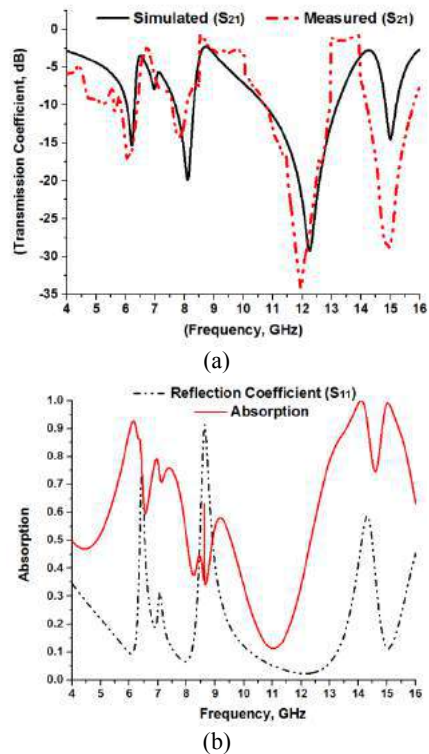 Simulated (S21) Measured (S21)
(Transmission Coefficient, dB)
0
-5
-10
-15
-20
-25
-30
-35
4 5 6 7 8 9 10 11 12 13 14 15 16
(Frequency, GHz)
(a)
Reflection Coefficient (S11)
Absorption
Absorption
1.0
0.9
0.8
0.7
0.6
0.5
0.4
0.3
0.2
0.1
0.0
4 5 6 7 8 9 10 11 12 13 14 15 16
Frequency, GHz
(b)